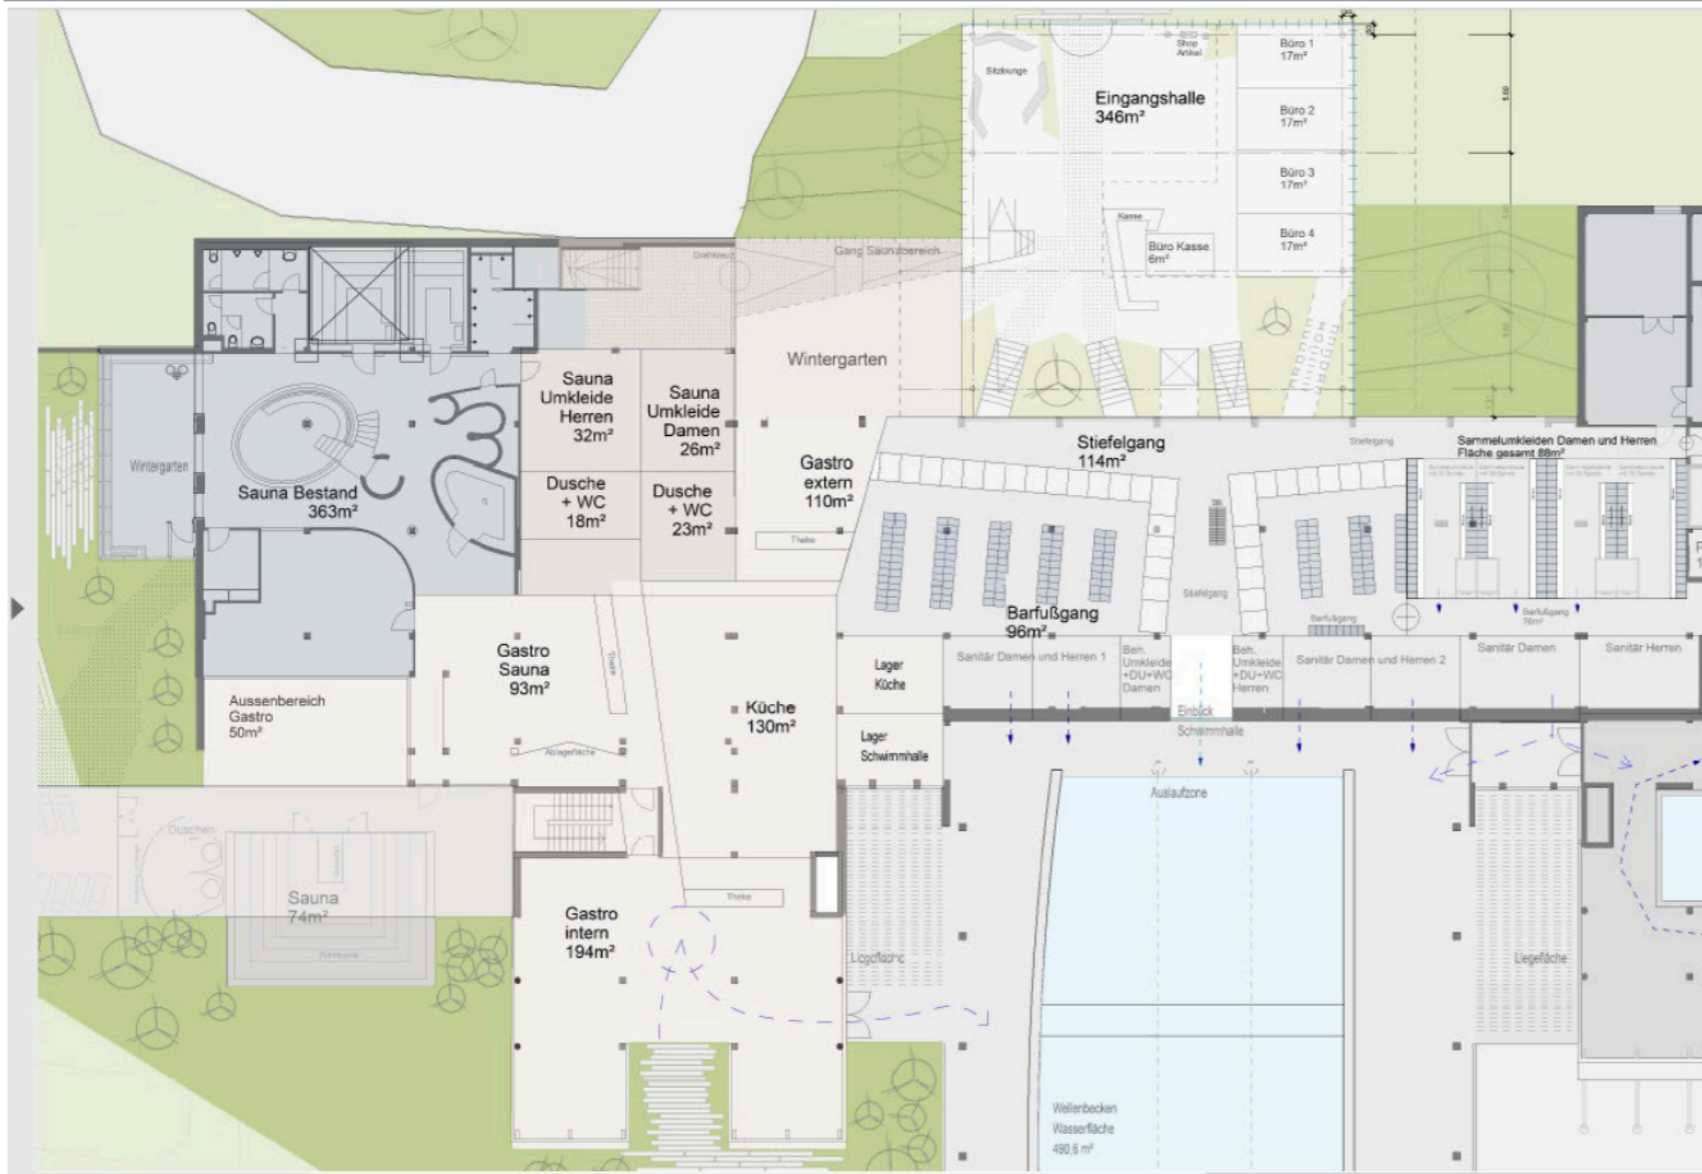 Shop
Artikel
Büro 1
17m²
Sitzlounge
Eingangshalle
346m²
Büro 2
17m²
Büro 3
17m²
Kasse
Büro 4
17m²
Büro Kasse
6m²
Drehkreuz
Gang Saunabereich
Wintergarten
Sauna
Umkleide
Herren
32m²
Sauna
Umkleide
Damen
26m²
Stiefelgang
114m²
Stiefelgang
Sammelumkleiden Damen und Herren
Fläche gesamt 88m²
Wintergarten
Gastro
extern
110m²
Sauna Bestand
363m²
Dusche
+ WC
18m²
Dusche
+ WC
23m²
Theke
Stiefelgang
Barfußgang
96m²
Barfußgang
Barfußgang
76m²
Gastro
Sauna
93m²
Theke
Lager
Küche
Sanitär Damen und Herren 1
Beh.
Umkleide
+DU+WC
Damen
Beh.
Umkleide
+DU+WC
Herren
Sanitär Damen und Herren 2
Sanitär Damen
Sanitär Herren
Aussenbereich
Gastro
50m²
Küche
130m²
Einblick
Schwimmhalle
Lager
Schwimmhalle
Ablagefläche
Auslaufzone
Duschen
Sauna
74m²
Theke
Gastro
intern
194m²
Liegefläche
Liegefläche
Wellenbecken
Wasserfläche
490,6 m²